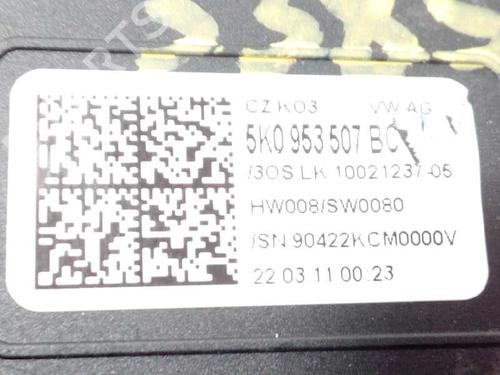 CZ K03 VW AG
5K0 953 507 BC
/3OS LK 10021237-05
HW008/SW0080
/SN 90422KCM0000V
22 03 11 00:23